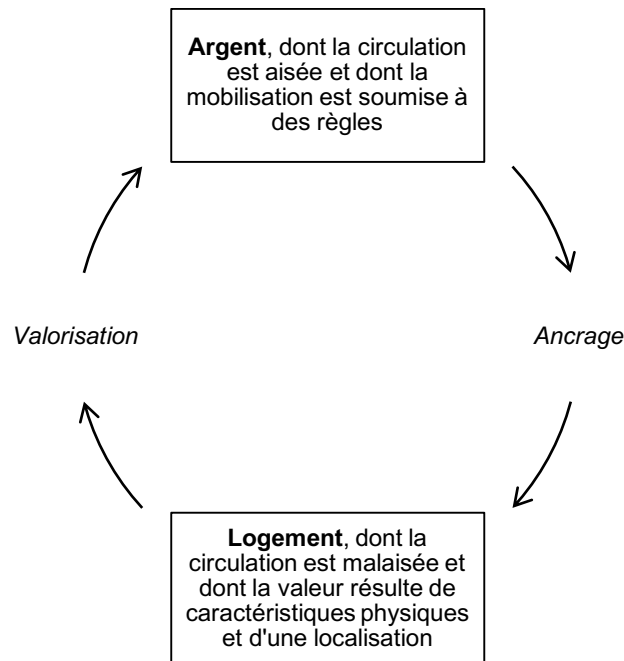 Argent, dont la circulation
est aisée et dont la
mobilisation est soumise à
des règles
Valorisation
Ancrage
Logement, dont la
circulation est malaisée et
dont la valeur résulte de
caractéristiques physiques
et d'une localisation